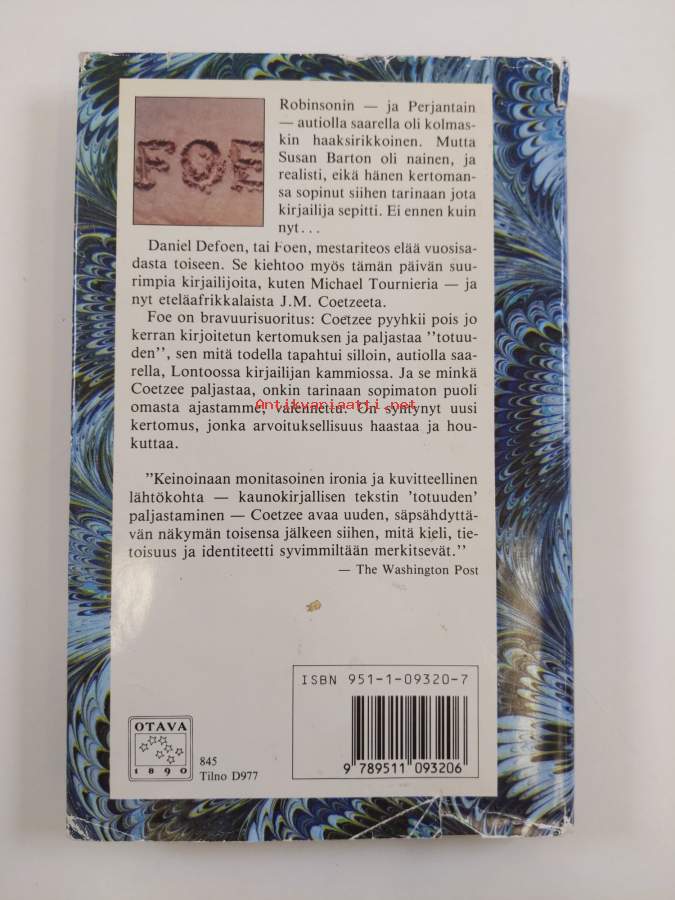 FOE
Robinsonin — ja Perjantain
— autiolla saarella oli kolmas-
kin haaksirikkoinen. Mutta
Susan Barton oli nainen, ja
realisti, eikä hänen kertoman-
sa sopinut siihen tarinaan jota
kirjailija sepitti. Ei ennen kuin
nyt...
Daniel Defoen, tai Foen, mestariteos elää vuosisa-
dasta toiseen. Se kiehtoo myös tämän päivän suu-
rimpia kirjailijoita, kuten Michael Tournieria — ja
nyt eteläafrikkalaista J.M. Coetzeeta.
Foe on bravuurisuoritus: Coetzee pyyhkii pois jo
kerran kirjoitetun kertomuksen ja paljastaa "totuu-
den", sen mitä todella tapahtui silloin, autiolla saa-
rella, Lontoossa kirjailijan kammiossa. Ja se minkä
Coetzee paljastaa, onkin tarinaan sopimaton puoli
omasta ajastamme, vaiennettu. On syntynyt uusi
Antikvariaatti.net
kertomus, jonka arvoituksellisuus haastaa ja hou-
kuttaa.
"Keinoinaan monitasoinen ironia ja kuvitteellinen
lähtökohta — kaunokirjallisen tekstin 'totuuden'
paljastaminen — Coetzee avaa uuden, säpsähdyttä-
vän näkymän toisensa jälkeen siihen, mitä kieli, tie-
toisuus ja identiteetti syvimmiltään merkitsevät."
— The Washington Post
ISBN 951-1-09320-7
OTAVA
1890
845
Tilno D977
9 789511 093206